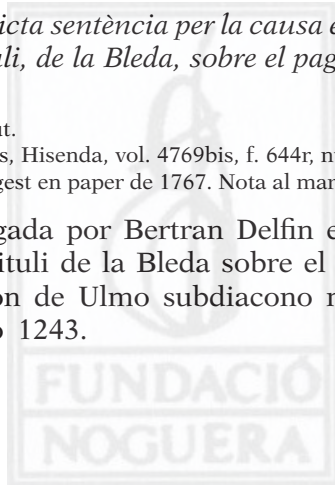 icta sentència per la causa e
uli, de la Bleda, sobre el pag
ut.
s, Hisenda, vol. 4769bis, f. 644r, n
gest en paper de 1767. Nota al mar
gada por Bertran Delfin e
ituli de la Bleda sobre el
on de Ulmo subdiacono n
o 1243.
FUNDACIÓ
NOGUERA